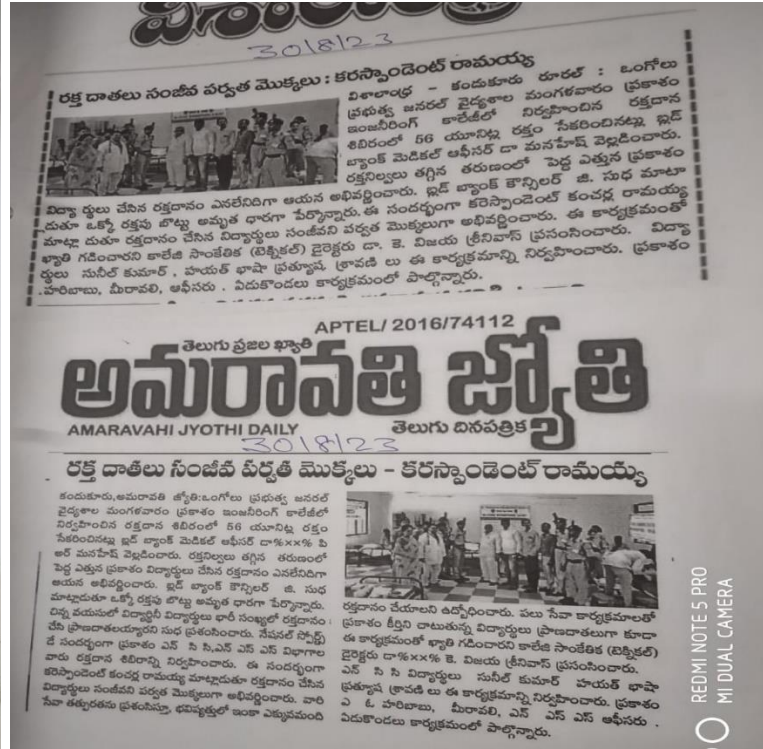 విశాలాంధ్ర
30/8/23
రక్త దాతలు సంజీవ పర్వత మొక్కలు : కరస్పాండెంట్ రామయ్య
విశాలాంధ్ర - కందుకూరు రూరల్ : ఒంగోలు
ప్రభుత్వ జనరల్ వైద్యశాల మంగళవారం ప్రకాశం
ఇంజనీరింగ్ కాలేజీలో నిర్వహించిన రక్తదాన
శిబిరంలో 56 యూనిట్ల రక్తం సేకరించినట్లు బ్లడ్
బ్యాంక్ మెడికల్ ఆఫీసర్ డా మనహేష్ వెల్లడించారు.
రక్తనిల్వలు తగ్గిన తరుణంలో పెద్ద ఎత్తున ప్రకాశం
విద్యా ర్థులు చేసిన రక్తదానం ఎనలేనిదిగా ఆయన అభివర్ణించారు. బ్లడ్ బ్యాంక్ కౌన్సిలర్ జి. సుధ మాటా
డుతూ ఒక్కో రక్తపు బొట్టు అమృత ధారగా పేర్కొన్నారు. ఈ సందర్భంగా కరెస్పాండెంట్ కంచర్ల రామయ్య
మాట్లా డుతూ రక్తదానం చేసిన విద్యార్థులు సంజీవని పర్వత మొక్కలుగా అభివర్ణించారు. ఈ కార్యక్రమంతో
ఖ్యాతి గడించారని కాలేజి సాంకేతిక (టెక్నికల్) డైరెక్టరు డా. కె. విజయ శ్రీనివాస్ ప్రసంసించారు. విద్యా
ర్థులు సునీల్ కుమార్ , హయత్ భాషా ప్రత్యూష శ్రావణి లు ఈ కార్యక్రమాన్ని నిర్వహించారు. ప్రకాశం
.హరిబాబు, మీరావలి, ఆఫీసరు . ఏడుకొండలు కార్యక్రమంలో పాల్గొన్నారు.
APTEL/ 2016/74112
తెలుగు ప్రజల ఖ్యాతి
అమరావతి జ్యోతి
AMARAVAHI JYOTHI DAILY తెలుగు దినపత్రిక
30/8/23
రక్త దాతలు సంజీవ పర్వత మొక్కలు - కరస్పాండెంట్ రామయ్య
కందుకూరు,అమరావతి జ్యోతి:ఒంగోలు ప్రభుత్వ జనరల్
వైద్యశాల మంగళవారం ప్రకాశం ఇంజనీరింగ్ కాలేజీలో
నిర్వహించిన రక్తదాన శిబిరంలో 56 యూనిట్ల రక్తం
సేకరించినట్లు బ్లడ్ బ్యాంక్ మెడికల్ ఆఫీసర్ డా%××% పి
ఆర్ మనహేష్ వెల్లడించారు. రక్తనిల్వలు తగ్గిన తరుణంలో
పెద్ద ఎత్తున ప్రకాశం విద్యార్థులు చేసిన రక్తదానం ఎనలేనిదిగా
ఆయన అభివర్ణించారు. బ్లడ్ బ్యాంక్ కౌన్సిలర్ జి. సుధ
మాట్లాడుతూ ఒక్కో రక్తపు బొట్టు అమృత ధారగా పేర్కొన్నారు.
చిన్న వయసులో విద్యార్థినీ విద్యార్థులు భారీ సంఖ్యలో రక్తదానం
చేసి ప్రాణదాతలయ్యారని సుధ ప్రశంసించారు. నేషనల్ స్పోర్ట్స్
డే సందర్భంగా ప్రకాశం ఎన్ సి సి,ఎన్ ఎస్ ఎస్ విభాగాల
వారు రక్తదాన శిబిరాన్ని నిర్వహించారు. ఈ సందర్భంగా
కరెస్పాండెంట్ కంచర్ల రామయ్య మాట్లాడుతూ రక్తదానం చేసిన
విద్యార్థులు సంజీవని పర్వత మొక్కలుగా అభివర్ణించారు. వారి
సేవా తత్పరతను ప్రశంసిస్తూ, భవిష్యత్తులో ఇంకా ఎక్కువమంది
రక్తదానం చేయాలని ఉద్బోధించారు. పలు సేవా కార్యక్రమాలతో
ప్రకాశం కీర్తిని చాటుతున్న విద్యార్థులు ప్రాణదాతలుగా కూడా
ఈ కార్యక్రమంతో ఖ్యాతి గడించారని కాలేజి సాంకేతిక (టెక్నికల్)
డైరెక్టరు డా%××% కె. విజయ శ్రీనివాస్ ప్రసంసించారు.
ఎన్ సి సి విద్యార్థులు సునీల్ కుమార్ హయత్ భాషా
ప్రత్యూష శ్రావణి లు ఈ కార్యక్రమాన్ని నిర్వహించారు. ప్రకాశం
ఎ ఓ హరిబాబు, మీరావలి, ఎన్ ఎస్ ఎస్ ఆఫీసరు .
ఏడుకొండలు కార్యక్రమంలో పాల్గొన్నారు.
REDMI NOTE 5 PRO
MI DUAL CAMERA